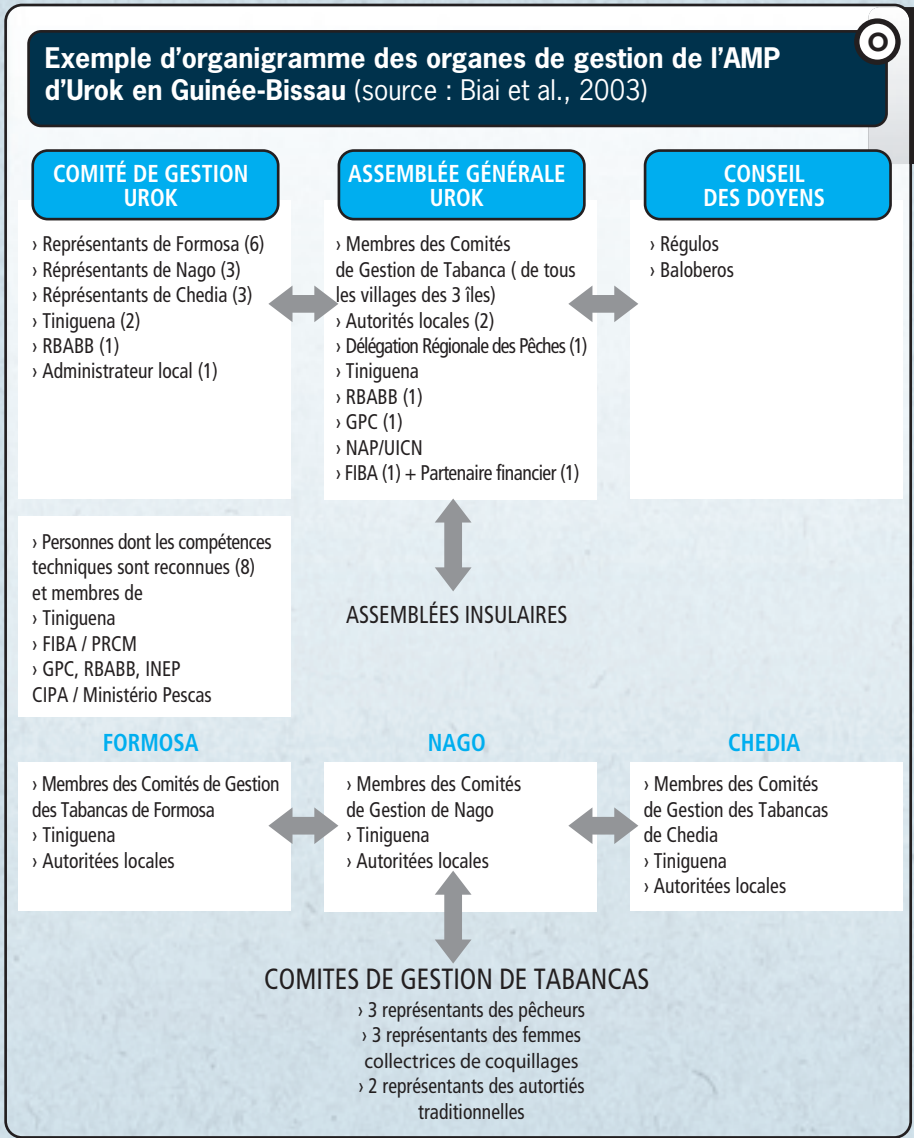 Exemple d'organigramme des organes de gestion de l'AMP
d'Urok en Guinée-Bissau (source : Biai et al., 2003)
COMITÉ DE GESTION
UROK
› Représentants de Formosa (6)
› Réprésentants de Nago (3)
› Réprésentants de Chedia (3)
› Tiniguena (2)
› RBABB (1)
› Administrateur local (1)
ASSEMBLÉE GÉNÉRALE
UROK
› Membres des Comités
de Gestion de Tabanca ( de tous
les villages des 3 îles)
› Autorités locales (2)
› Délégation Régionale des Pêches (1)
› Tiniguena
› RBABB (1)
› GPC (1)
› NAP/UICN
› FIBA (1) + Partenaire financier (1)
CONSEIL
DES DOYENS
› Régulos
› Baloberos
› Personnes dont les compétences
techniques sont reconnues (8)
et membres de
› Tiniguena
› FIBA / PRCM
› GPC, RBABB, INEP
CIPA / Ministério Pescas
ASSEMBLÉES INSULAIRES
FORMOSA
› Membres des Comités de Gestion
des Tabancas de Formosa
› Tiniguena
› Autoritées locales
NAGO
› Membres des Comités
de Gestion de Nago
› Tiniguena
› Autoritées locales
CHEDIA
› Membres des Comités
de Gestion des Tabancas
de Chedia
› Tiniguena
› Autoritées locales
COMITES DE GESTION DE TABANCAS
› 3 représentants des pêcheurs
› 3 représentants des femmes
collectrices de coquillages
› 2 représentants des autortiés
traditionnelles